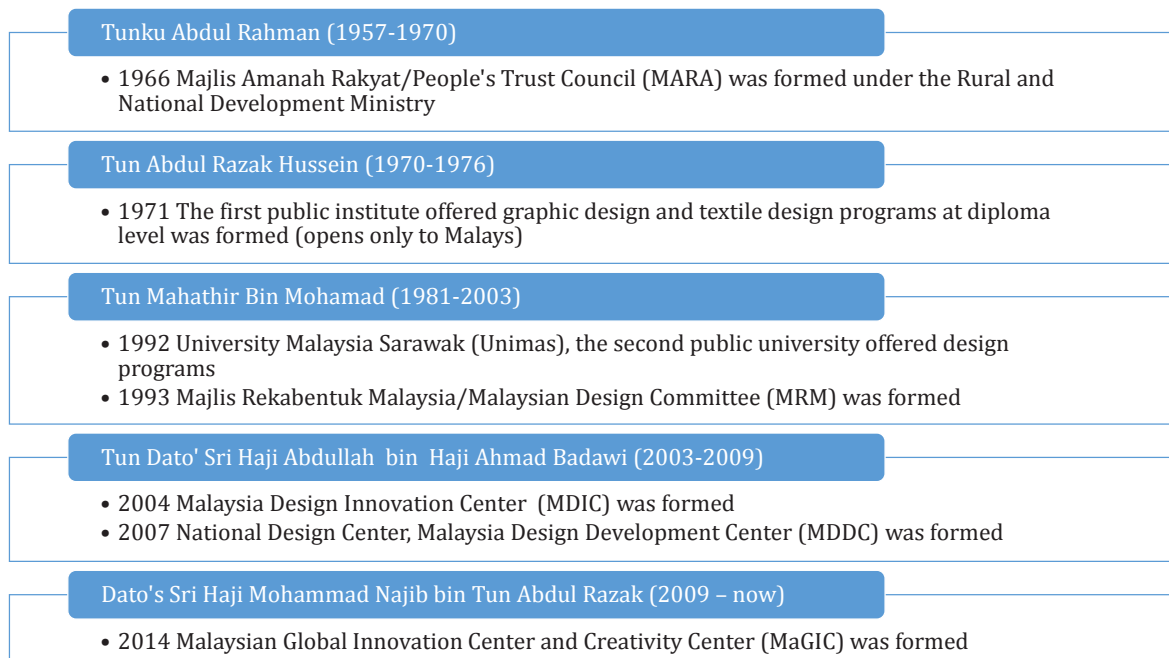 Tunku Abdul Rahman (1957-1970)
• 1966 Majlis Amanah Rakyat/People's Trust Council (MARA) was formed under the Rural and
National Development Ministry
Tun Abdul Razak Hussein (1970-1976)
• 1971 The first public institute offered graphic design and textile design programs at diploma
level was formed (opens only to Malays)
Tun Mahathir Bin Mohamad (1981-2003)
• 1992 University Malaysia Sarawak (Unimas), the second public university offered design
programs
• 1993 Majlis Rekabentuk Malaysia/Malaysian Design Committee (MRM) was formed
Tun Dato' Sri Haji Abdullah bin Haji Ahmad Badawi (2003-2009)
• 2004 Malaysia Design Innovation Center (MDIC) was formed
• 2007 National Design Center, Malaysia Design Development Center (MDDC) was formed
Dato's Sri Haji Mohammad Najib bin Tun Abdul Razak (2009 – now)
• 2014 Malaysian Global Innovation Center and Creativity Center (MaGIC) was formed